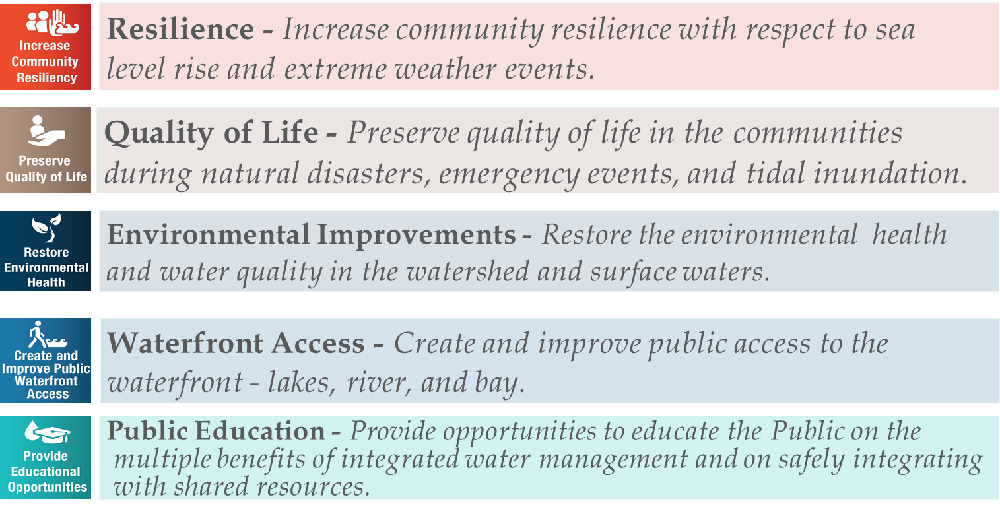 Increase
Community
Resiliency
Resilience - Increase community resilience with respect to sea
level rise and extreme weather events.
Preserve
Quality of Life
Quality of Life - Preserve quality of life in the communities
during natural disasters, emergency events, and tidal inundation.
Restore
Environmental
Health
Environmental Improvements - Restore the environmental health
and water quality in the watershed and surface waters.
Create and
Improve Public
Waterfront
Access
Waterfront Access - Create and improve public access to the
waterfront - lakes, river, and bay.
Provide
Educational
Opportunities
Public Education - Provide opportunities to educate the Public on the
multiple benefits of integrated water management and on safely integrating
with shared resources.